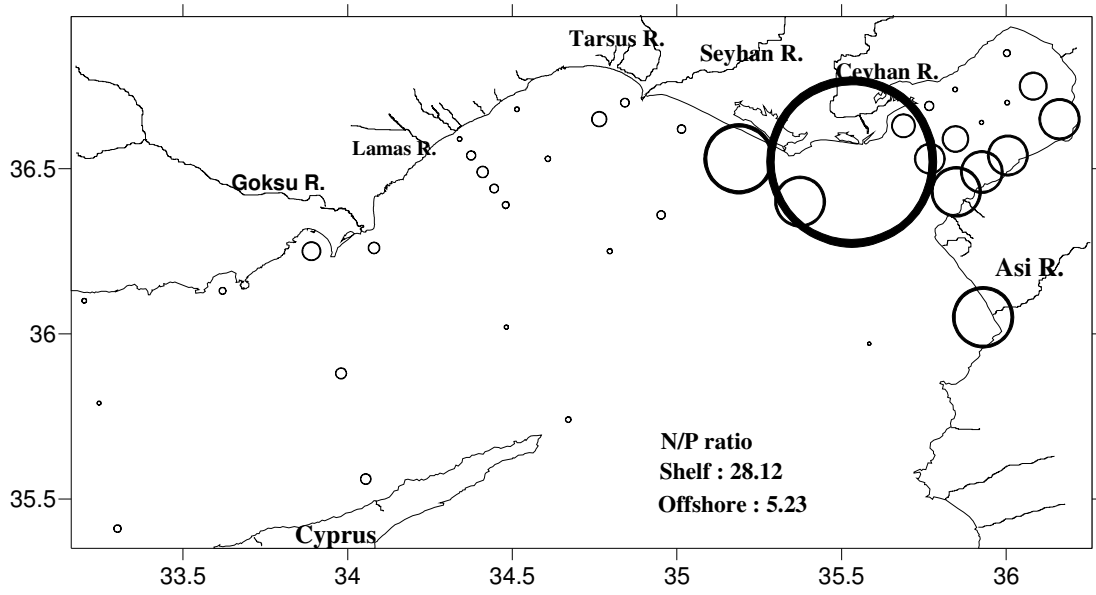 Tarsus R.
Seyhan R.
Ceyhan R.
Lamas R.
Goksu R.
Asi R.
36.5
36
35.5
N/P ratio
Shelf : 28.12
Offshore : 5.23
Cyprus
33.5 34 34.5 35 35.5 36